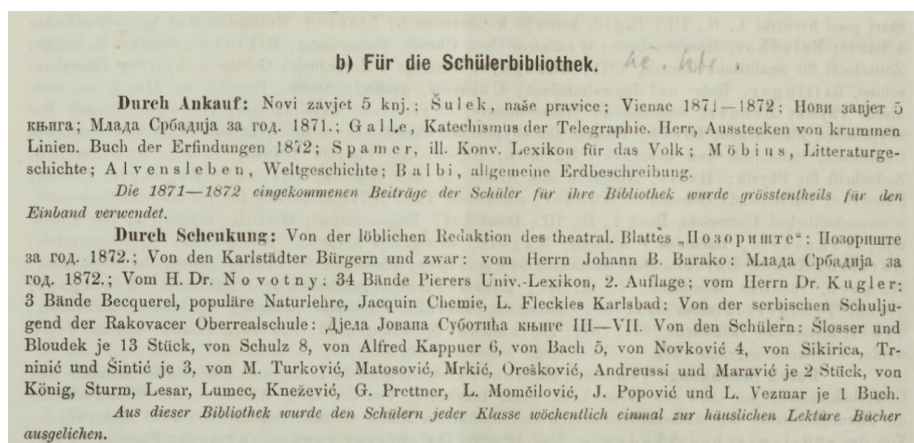 b) Für die Schülerbibliothek.
Durch Ankauf: Novi zavjet 5 knj.; Šulek, naše pravice; Vienac 1871—1872; Нови завјет 5
књига; Млада Србадија за год. 1871.; Galle, Katechismus der Telegraphie. Herr, Ausstecken von krummen
Linien. Buch der Erfindungen 1872; Spamer, ill. Konv. Lexikon für das Volk; Möbius, Litteraturge-
schichte; Alvensleben, Weltgeschichte; Balbi, allgemeine Erdbeschreibung.
Die 1871—1872 eingekommenen Beiträge der Schüler für ihre Bibliothek wurde grösstentheils für den
Einband verwendet.
Durch Schenkung: Von der löblichen Redaktion des theatral. Blattes „Позориште“: Позориште
за год. 1872.; Von den Karlstädter Bürgern und zwar: vom Herrn Johann B. Barako: Млада Србадија за
год. 1872.; Vom H. Dr. Novotny: 34 Bände Pierers Univ.-Lexikon, 2. Auflage; vom Herrn Dr. Kugler:
3 Bände Becquerel, populäre Naturlehre, Jacquin Chemie, L. Fleckles Karlsbad; Von der serbischen Schulju-
gend der Rakovacer Oberrealschule: Дјела Јована Суботића књиге III—VII. Von den Schülern: Šlosser und
Bloudek je 13 Stück, von Schulz 8, von Alfred Kappuer 6, von Bach 5, von Novković 4, von Sikirica, Tr-
ninić und Šintić je 3, von M. Turković, Matosović, Mrkić, Orešković, Andreussi und Maravić je 2 Stück, von
König, Sturm, Lesar, Lumec, Knežević, G. Prettner, L. Momčilović, J. Popović und L. Vezmar je 1 Buch.
Aus dieser Bibliothek wurde den Schülern jeder Klasse wöchentlich einmal zur häuslichen Lektüre Bücher
ausgelichen.